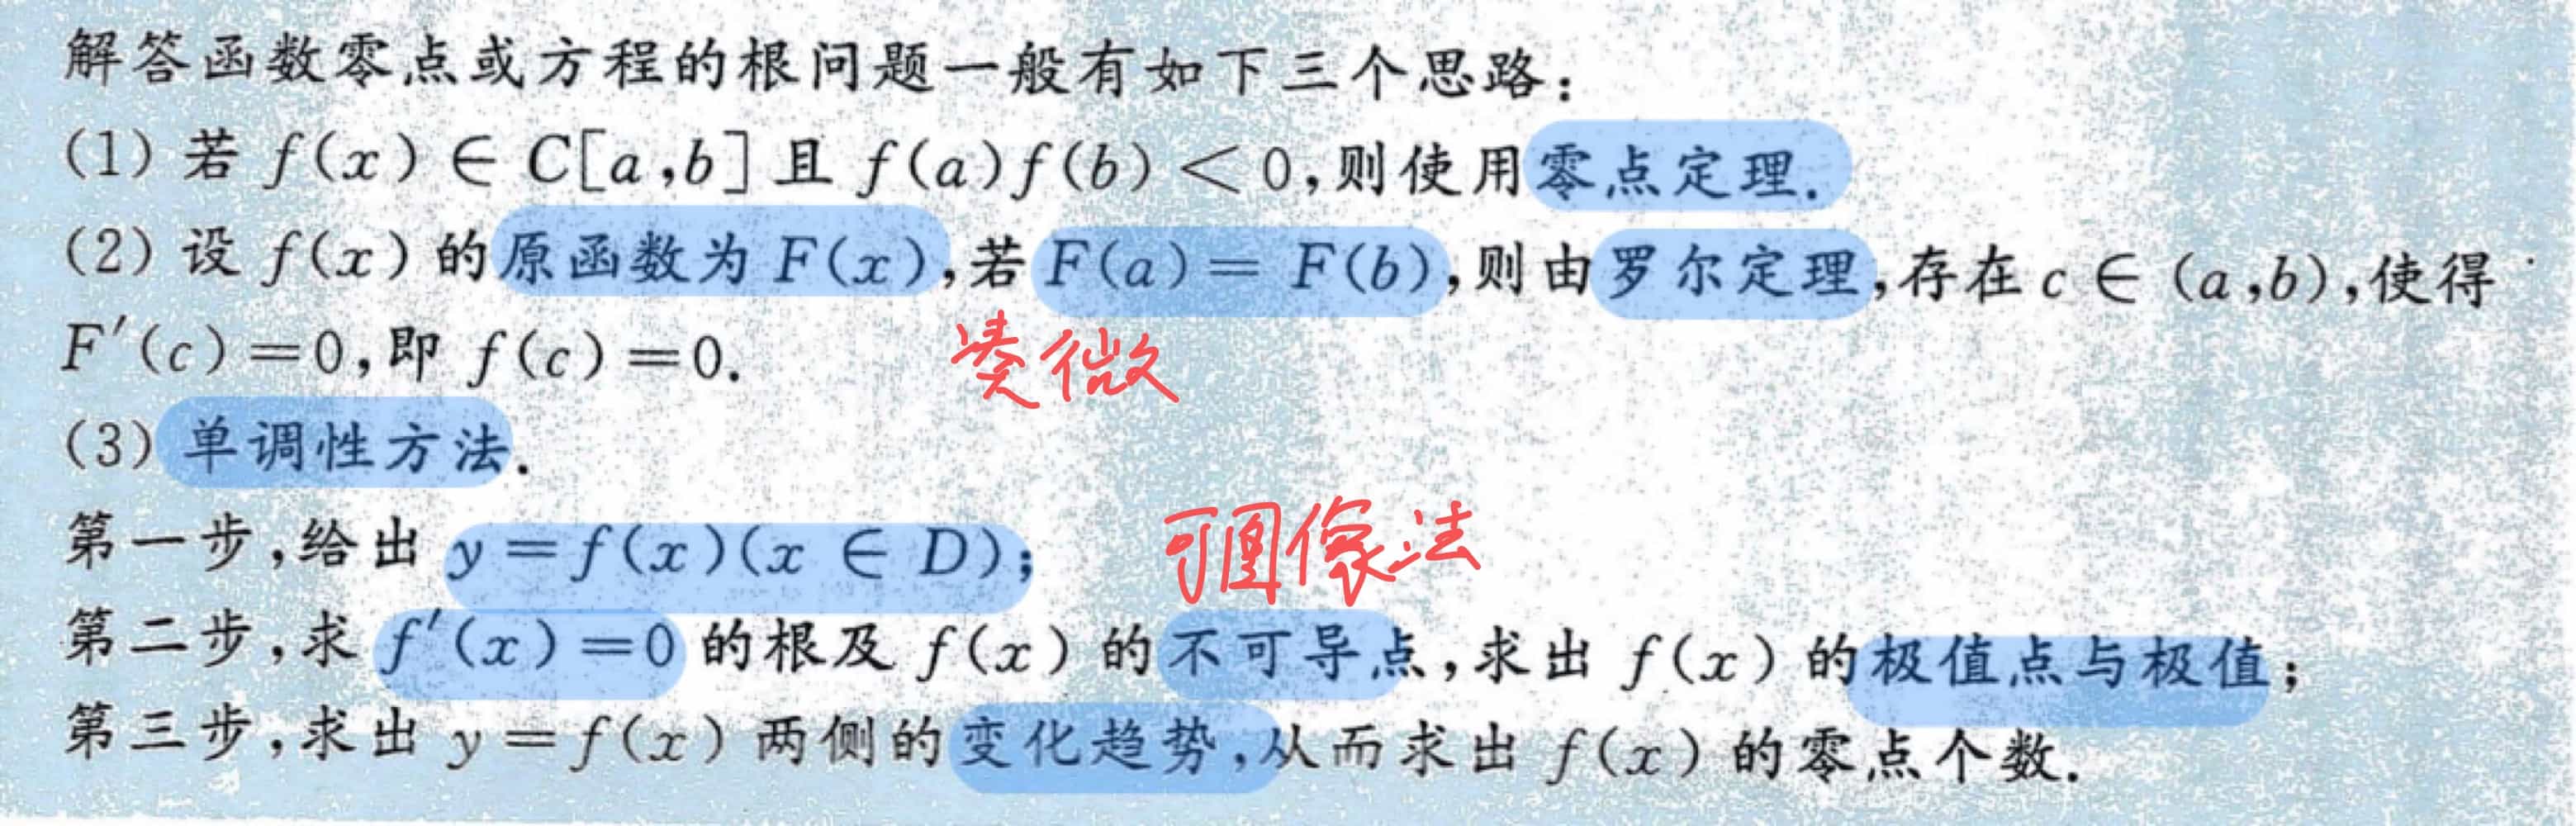 解答函数零点或方程的根问题一般有如下三个思路：
(1) 若 f(x) ∈ C[a,b] 且 f(a)f(b) < 0,则使用零点定理.
(2) 设 f(x) 的原函数为 F(x),若 F(a) = F(b),则由罗尔定理,存在 c ∈ (a,b),使得
F′(c)=0,即 f(c)=0.
凑微
(3) 单调性方法.
第一步,给出 y=f(x)(x ∈ D);
可图像法
第二步,求 f′(x)=0 的根及 f(x) 的不可导点,求出 f(x) 的极值点与极值;
第三步,求出 y=f(x) 两侧的变化趋势,从而求出 f(x) 的零点个数.